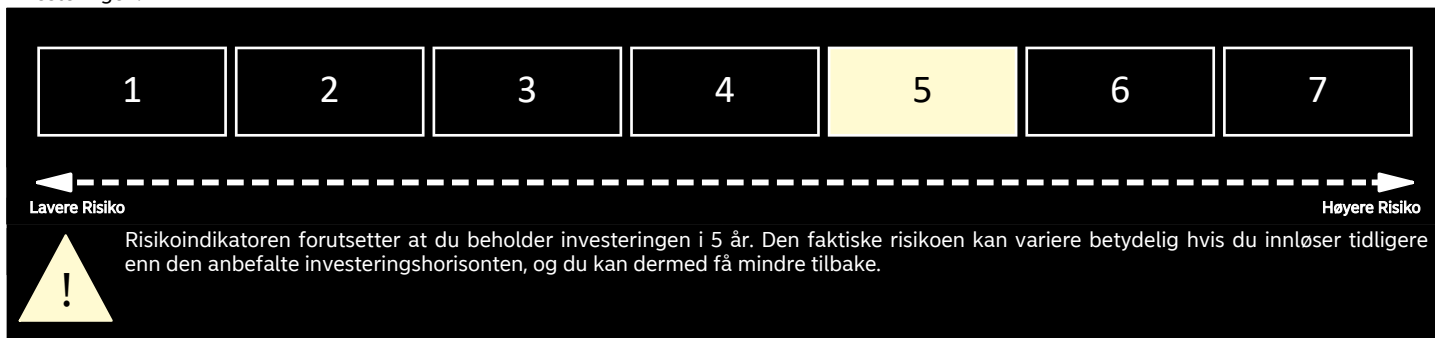 1 2 3 4 5 6 7
Lavere Risiko Høyere Risiko
Risikoindikatoren forutsetter at du beholder investeringen i 5 år. Den faktiske risikoen kan variere betydelig hvis du innløser tidligere
enn den anbefalte investeringshorisonten, og du kan dermed få mindre tilbake.
!